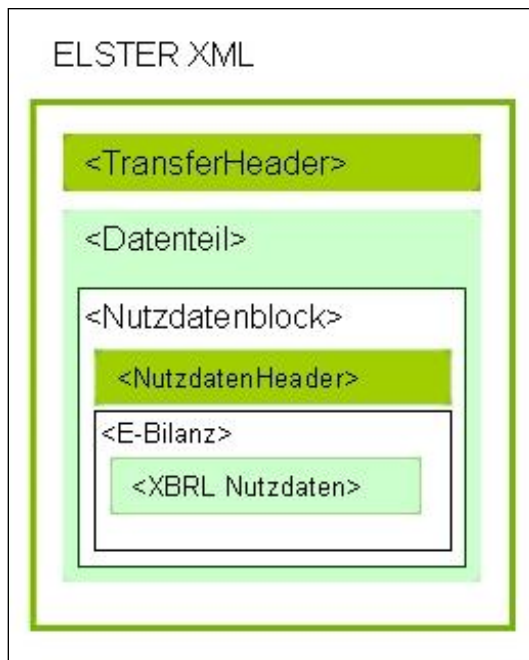 ELSTER XML
<TransferHeader>
<Datenteil>
<Nutzdatenblock>
<NutzdatenHeader>
<E-Bilanz>
<XBRL Nutzdaten>